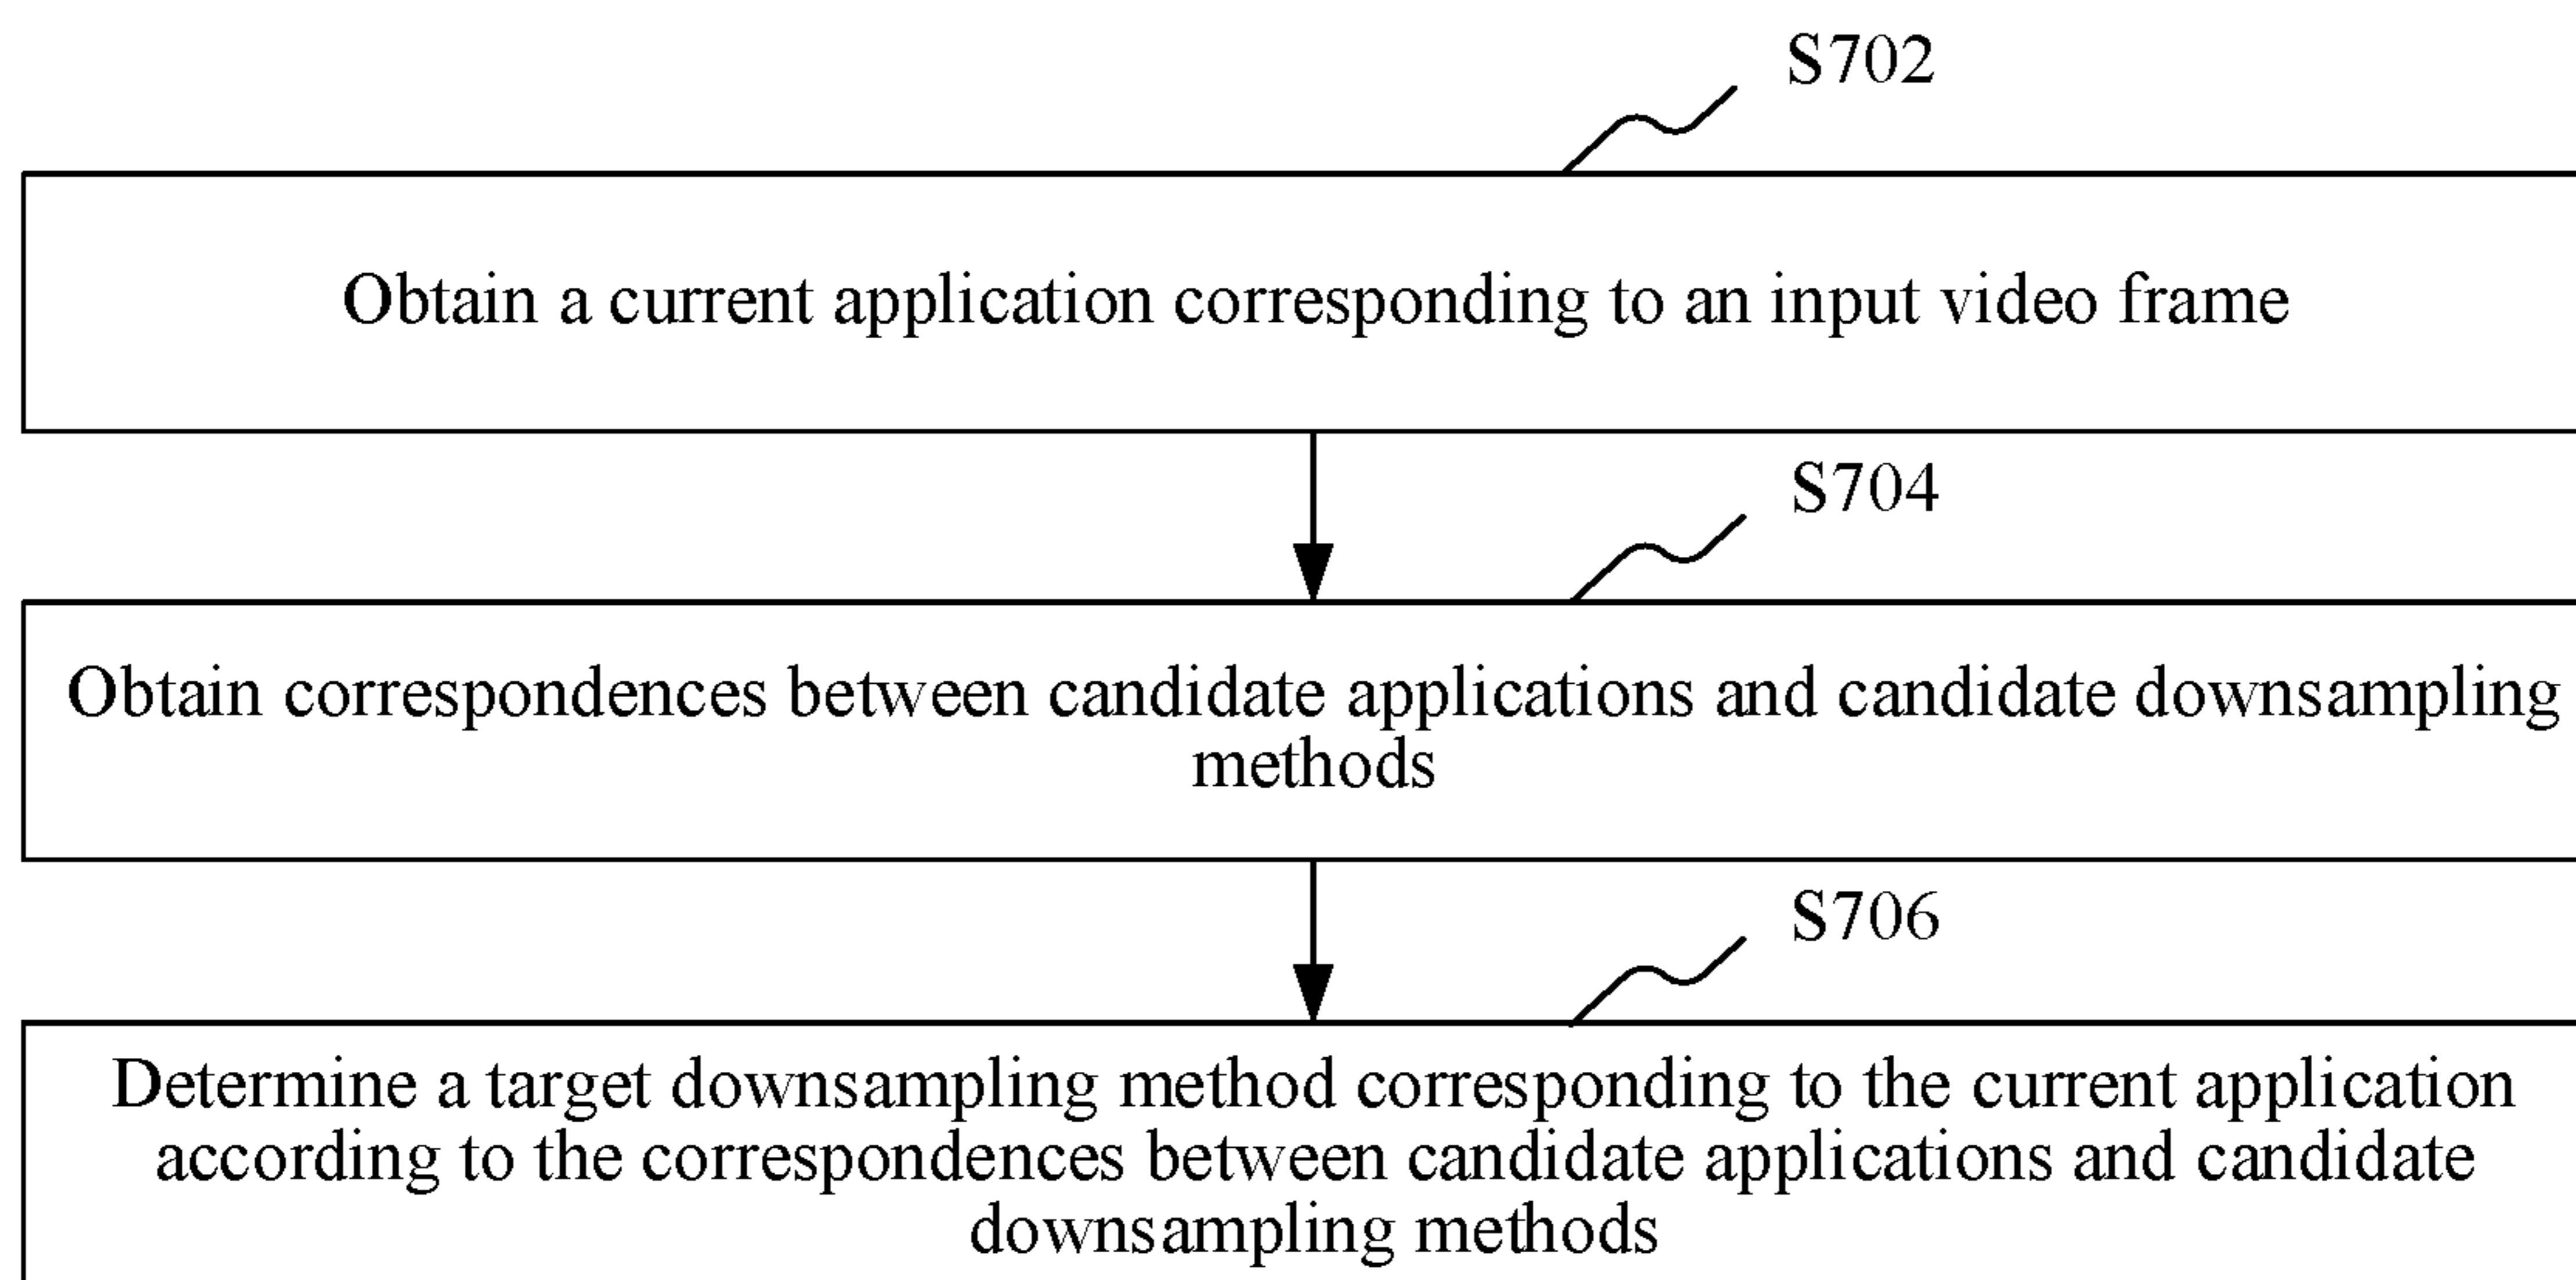 S702
Obtain a current application corresponding to an input video frame
S704
Obtain correspondences between candidate applications and candidate downsampling
methods
S706
Determine a target downsampling method corresponding to the current application
according to the correspondences between candidate applications and candidate
downsampling methods